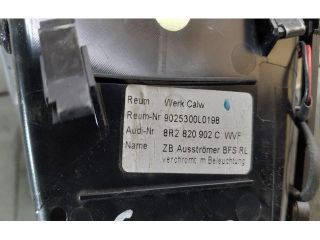 Reum Werk Calw
Reum-Nr 9025300L0198
Audi-Nr 8R2 820 902 C WVF
Name ZB Ausströmer BFS RL
verchromt m Beleuchtung